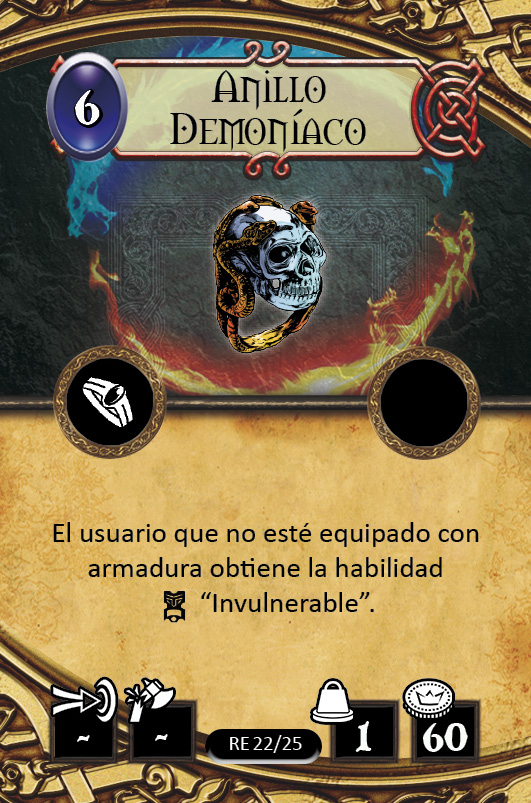 6
Anillo
Demoníaco
El usuario que no esté equipado con
armadura obtiene la habilidad
“Invulnerable”.
~
~
RE 22/25
1
60